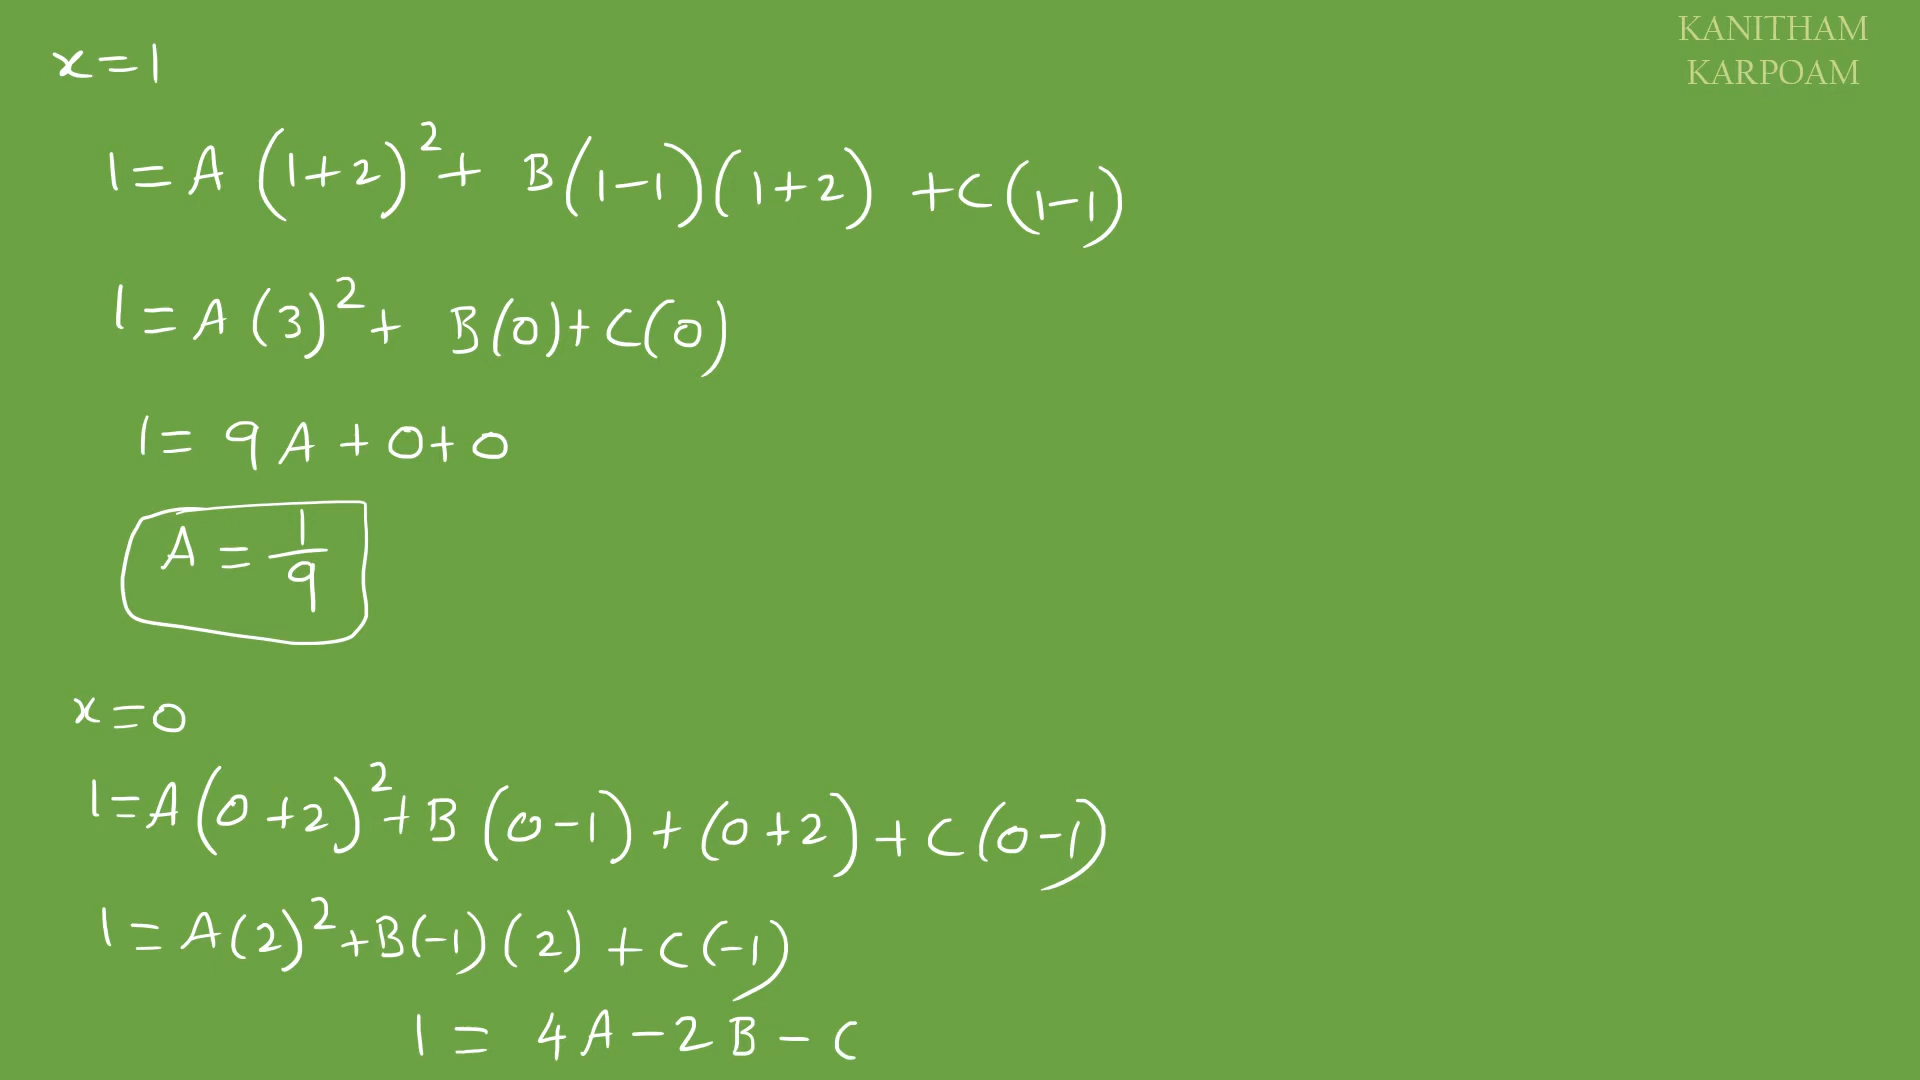 KANITHAM
KARPOAM
x=1
1=A(1+2)²+ B(1-1)(1+2) +C(1-1)
1=A(3)²+ B(0)+C(0)
1= 9A+0+0
A=1/9
x=0
1=A(0+2)²+B(0-1)+(0+2)+C(0-1)
1=A(2)²+B(-1)(2)+C(-1)
1= 4A-2B-C